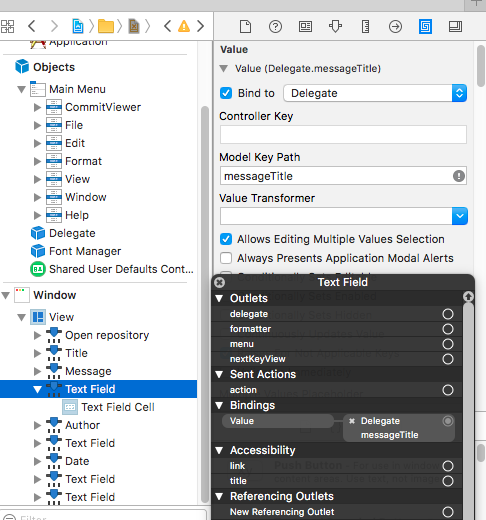 Application
Objects
Main Menu
CommitViewer
File
Edit
Format
View
Window
Help
Delegate
Font Manager
Shared User Defaults Cont...
Window
View
Open repository
Title
Message
Text Field
Text Field Cell
Author
Text Field
Date
Text Field
Text Field
Filter
Value
Value (Delegate.messageTitle)
Bind to
Delegate
Controller Key
Model Key Path
messageTitle
Value Transformer
Allows Editing Multiple Values Selection
Always Presents Application Modal Alerts
Text Field
Outlets
delegate
formatter
menu
nextKeyView
Sent Actions
action
Bindings
Value
Delegate
messageTitle
Accessibility
link
title
Referencing Outlets
New Referencing Outlet